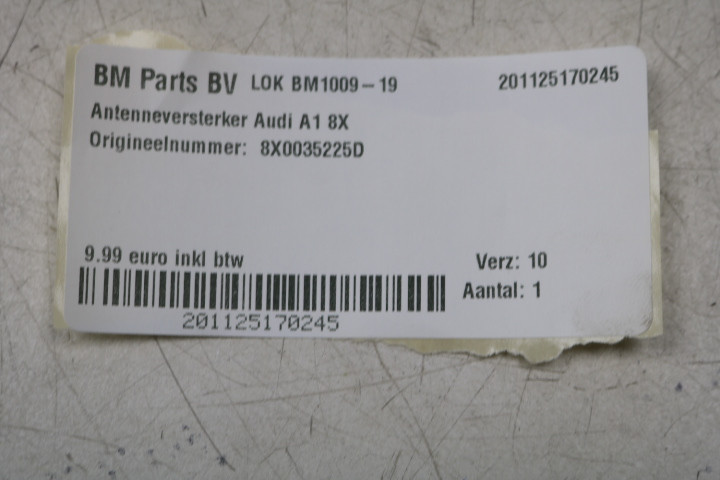 BM Parts BV LOK BM1009-19 201125170245
Antenneversterker Audi A1 8X
Origineelnummer: 8X0035225D
9.99 euro inkl btw Verz: 10
Aantal: 1
201125170245